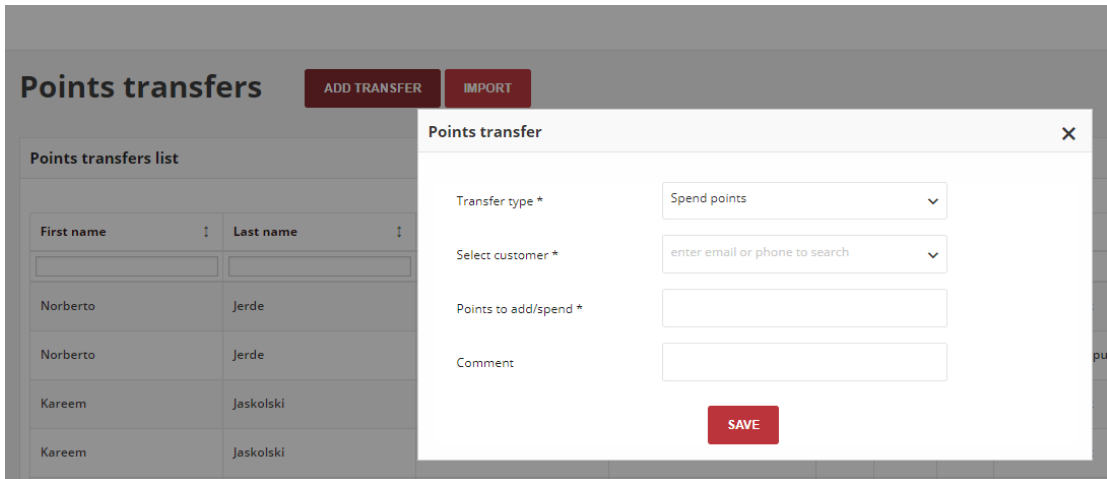 Points transfers
ADD TRANSFER
IMPORT
Points transfers list
First name
Last name
Norberto
Jerde
Norberto
Jerde
Kareem
Jaskolski
Kareem
Jaskolski
Points transfer
Transfer type *
Spend points
Select customer *
enter email or phone to search
Points to add/spend *
Comment
SAVE
pu